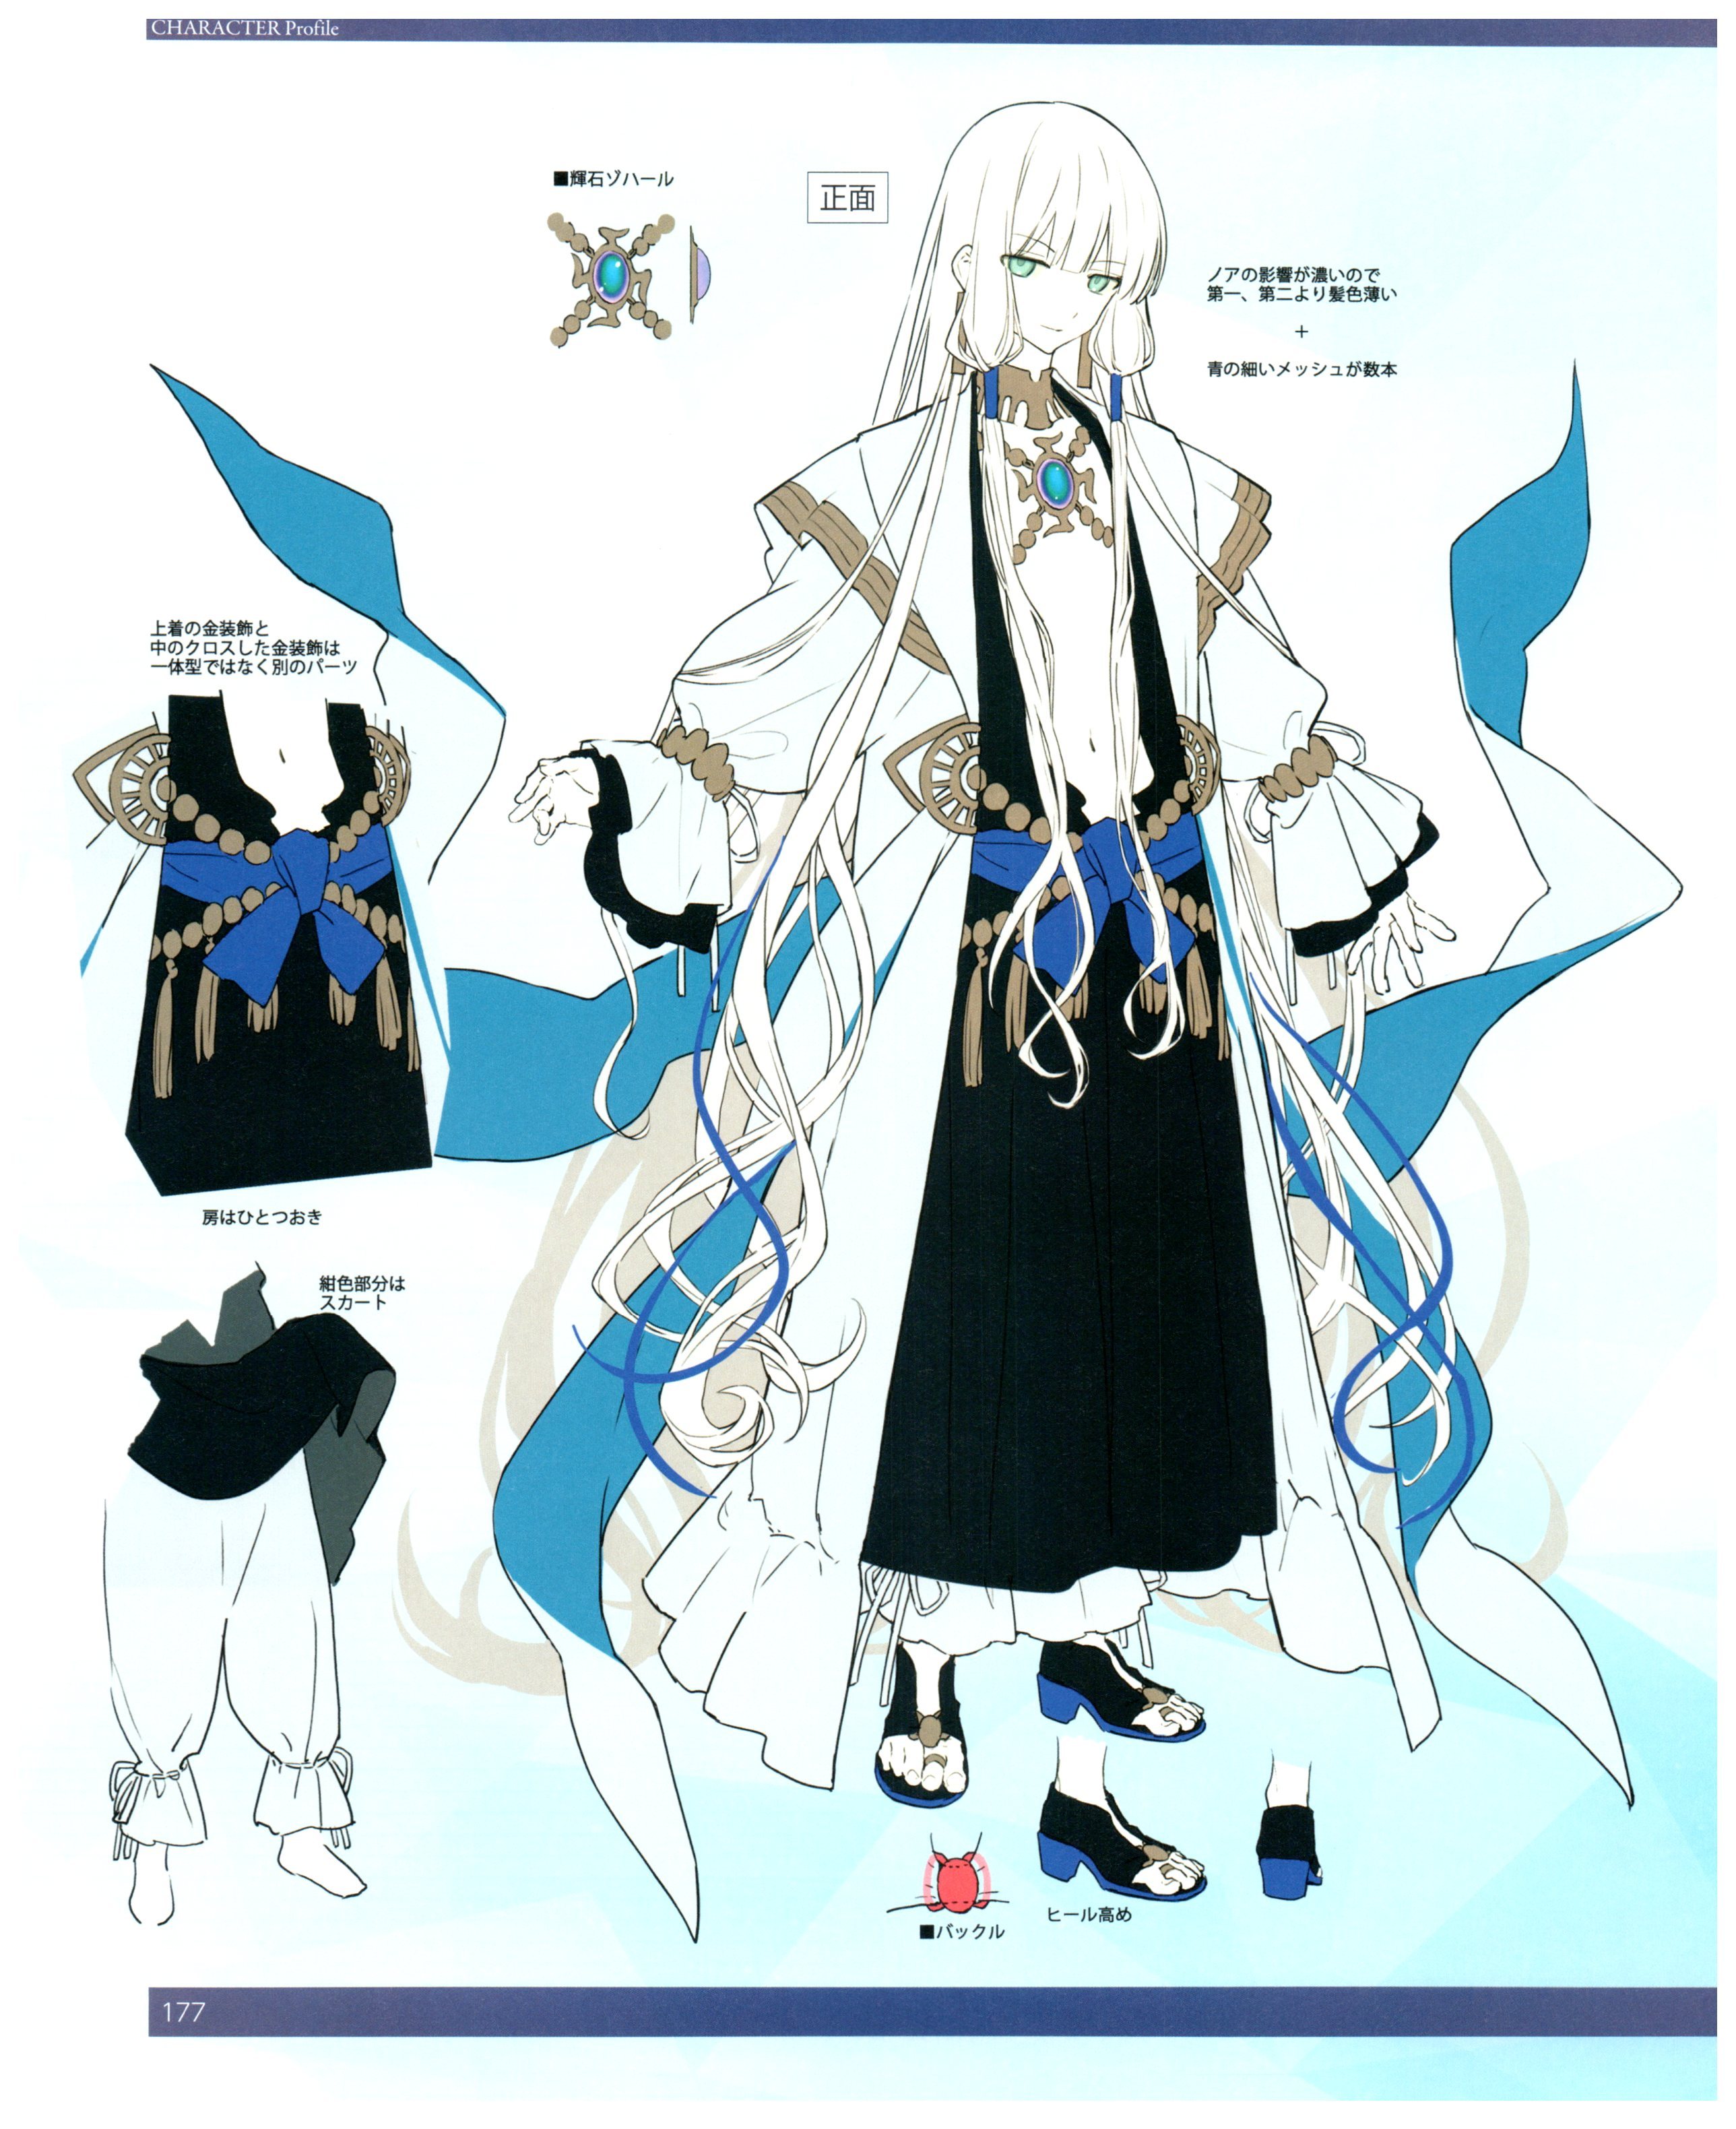 CHARACTER Profile
■輝石ゾハール
正面
ノアの影響が濃いので
第一、第二より髪色薄い
+
青の細いメッシュが数本
上着の金装飾と
中のクロスした金装飾は
一体型ではなく別のパーツ
房はひとつおき
紺色部分は
スカート
■バックル
ヒール高め
177